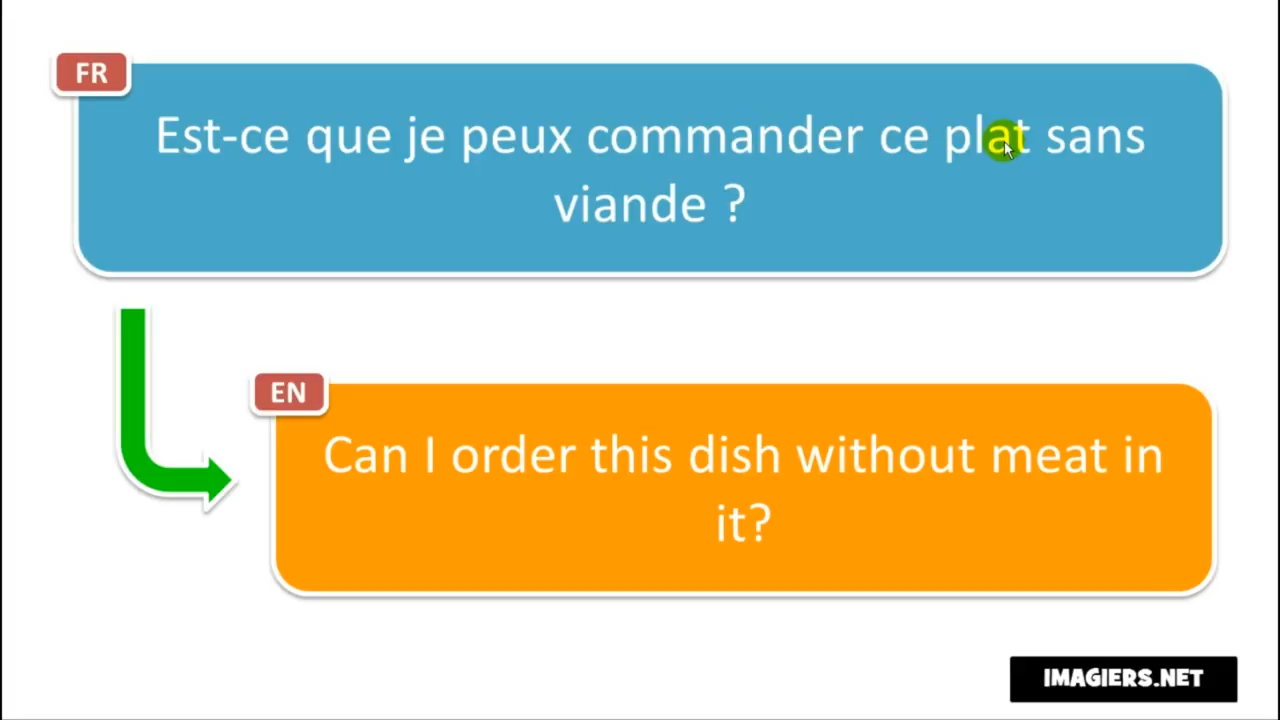 FR
Est-ce que je peux commander ce plat sans
viande ?
EN
Can I order this dish without meat in
it?
IMAGIERS.NET